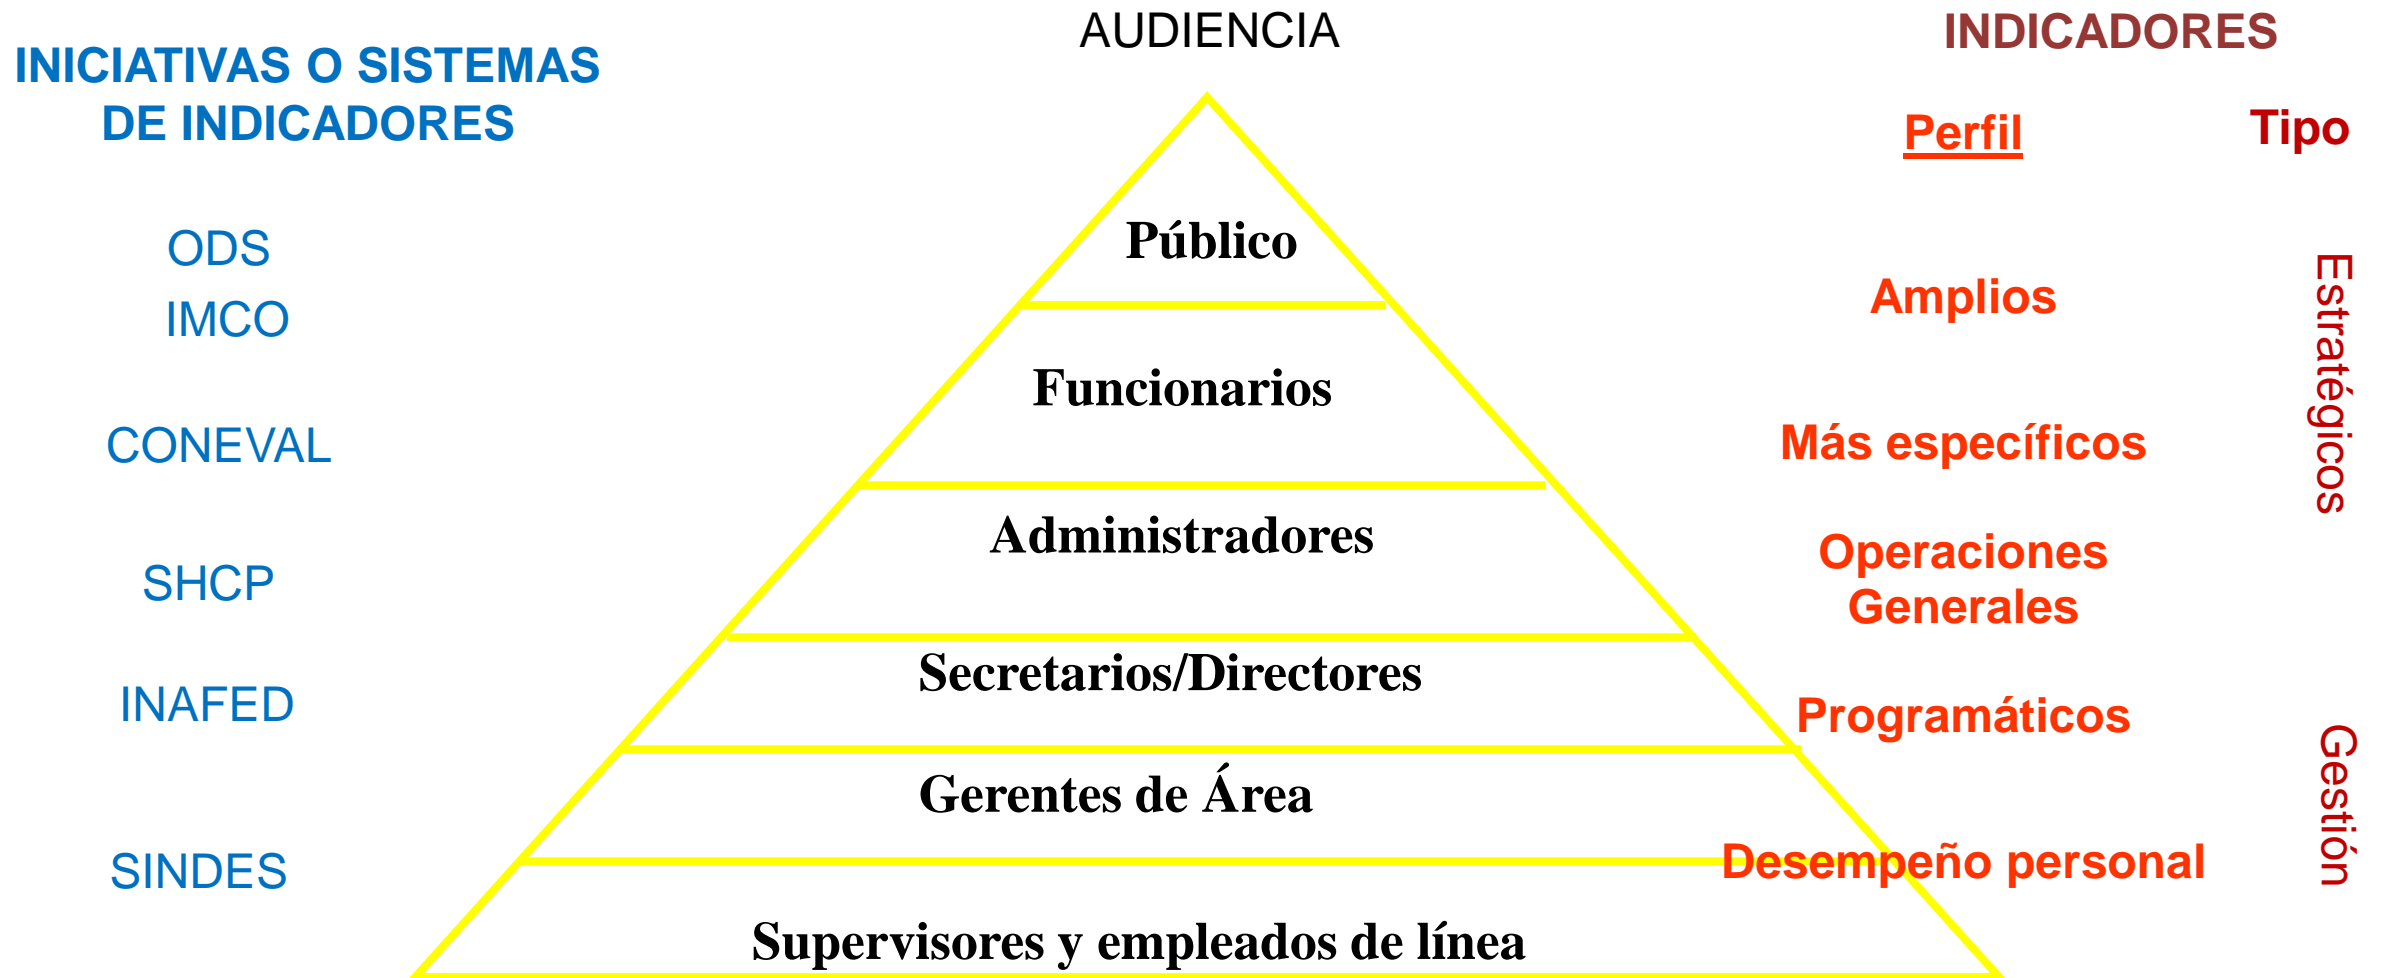 INICIATIVAS O SISTEMAS
DE INDICADORES
ODS
IMCO
CONEVAL
SHCP
INAFED
SINDES
AUDIENCIA
Público
Funcionarios
Administradores
Secretarios/Directores
Gerentes de Área
Supervisores y empleados de línea
INDICADORES
Perfil
Tipo
Amplios
Más específicos
Operaciones
Generales
Programáticos
Desempeño personal
Estratégicos
Gestión